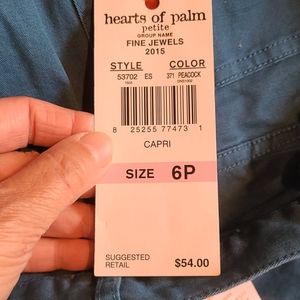 hearts of palm
petite
GROUP NAME
FINE JEWELS
2015
STYLE COLOR
53702 ES 371 PEACOCK
8 25255 77473 1
CAPRI
SIZE 6P
SUGGESTED
RETAIL $54.00